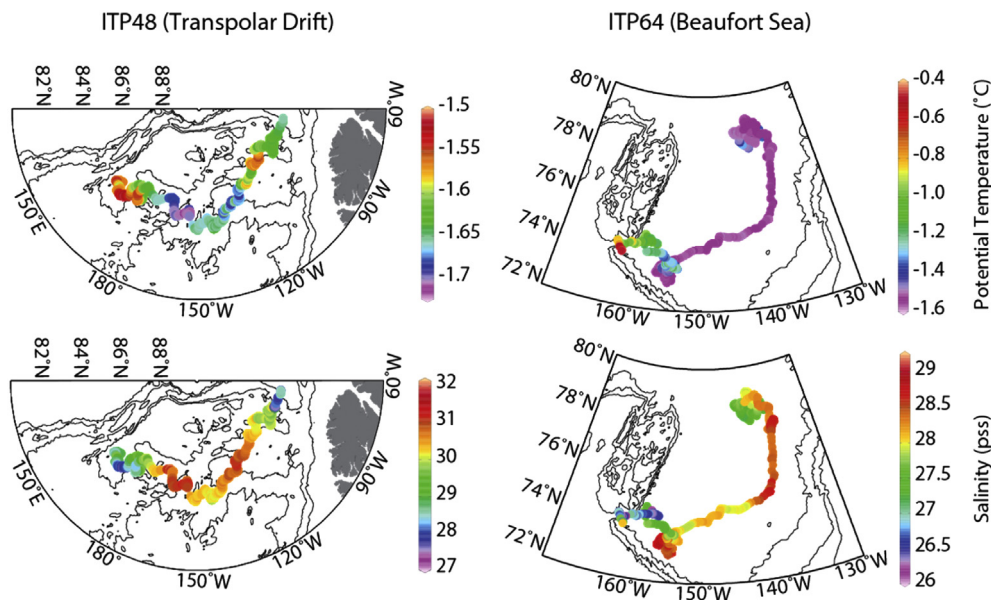 ITP48 (Transpolar Drift)
ITP64 (Beaufort Sea)
82˚N
84˚N
86˚N
88˚N
60˚W
90˚W
120˚W
150˚W
180˚
150˚E
-1.5
-1.55
-1.6
-1.65
-1.7
80˚N
78˚N
76˚N
74˚N
72˚N
160˚W
150˚W
140˚W
130˚W
-0.4
-0.6
-0.8
-1.0
-1.2
-1.4
-1.6
Potential Temperature (˚C)
82˚N
84˚N
86˚N
88˚N
60˚W
90˚W
120˚W
150˚W
180˚
150˚E
32
31
30
29
28
27
80˚N
78˚N
76˚N
74˚N
72˚N
160˚W
150˚W
140˚W
130˚W
29
28.5
28
27.5
27
26.5
26
Salinity (pss)